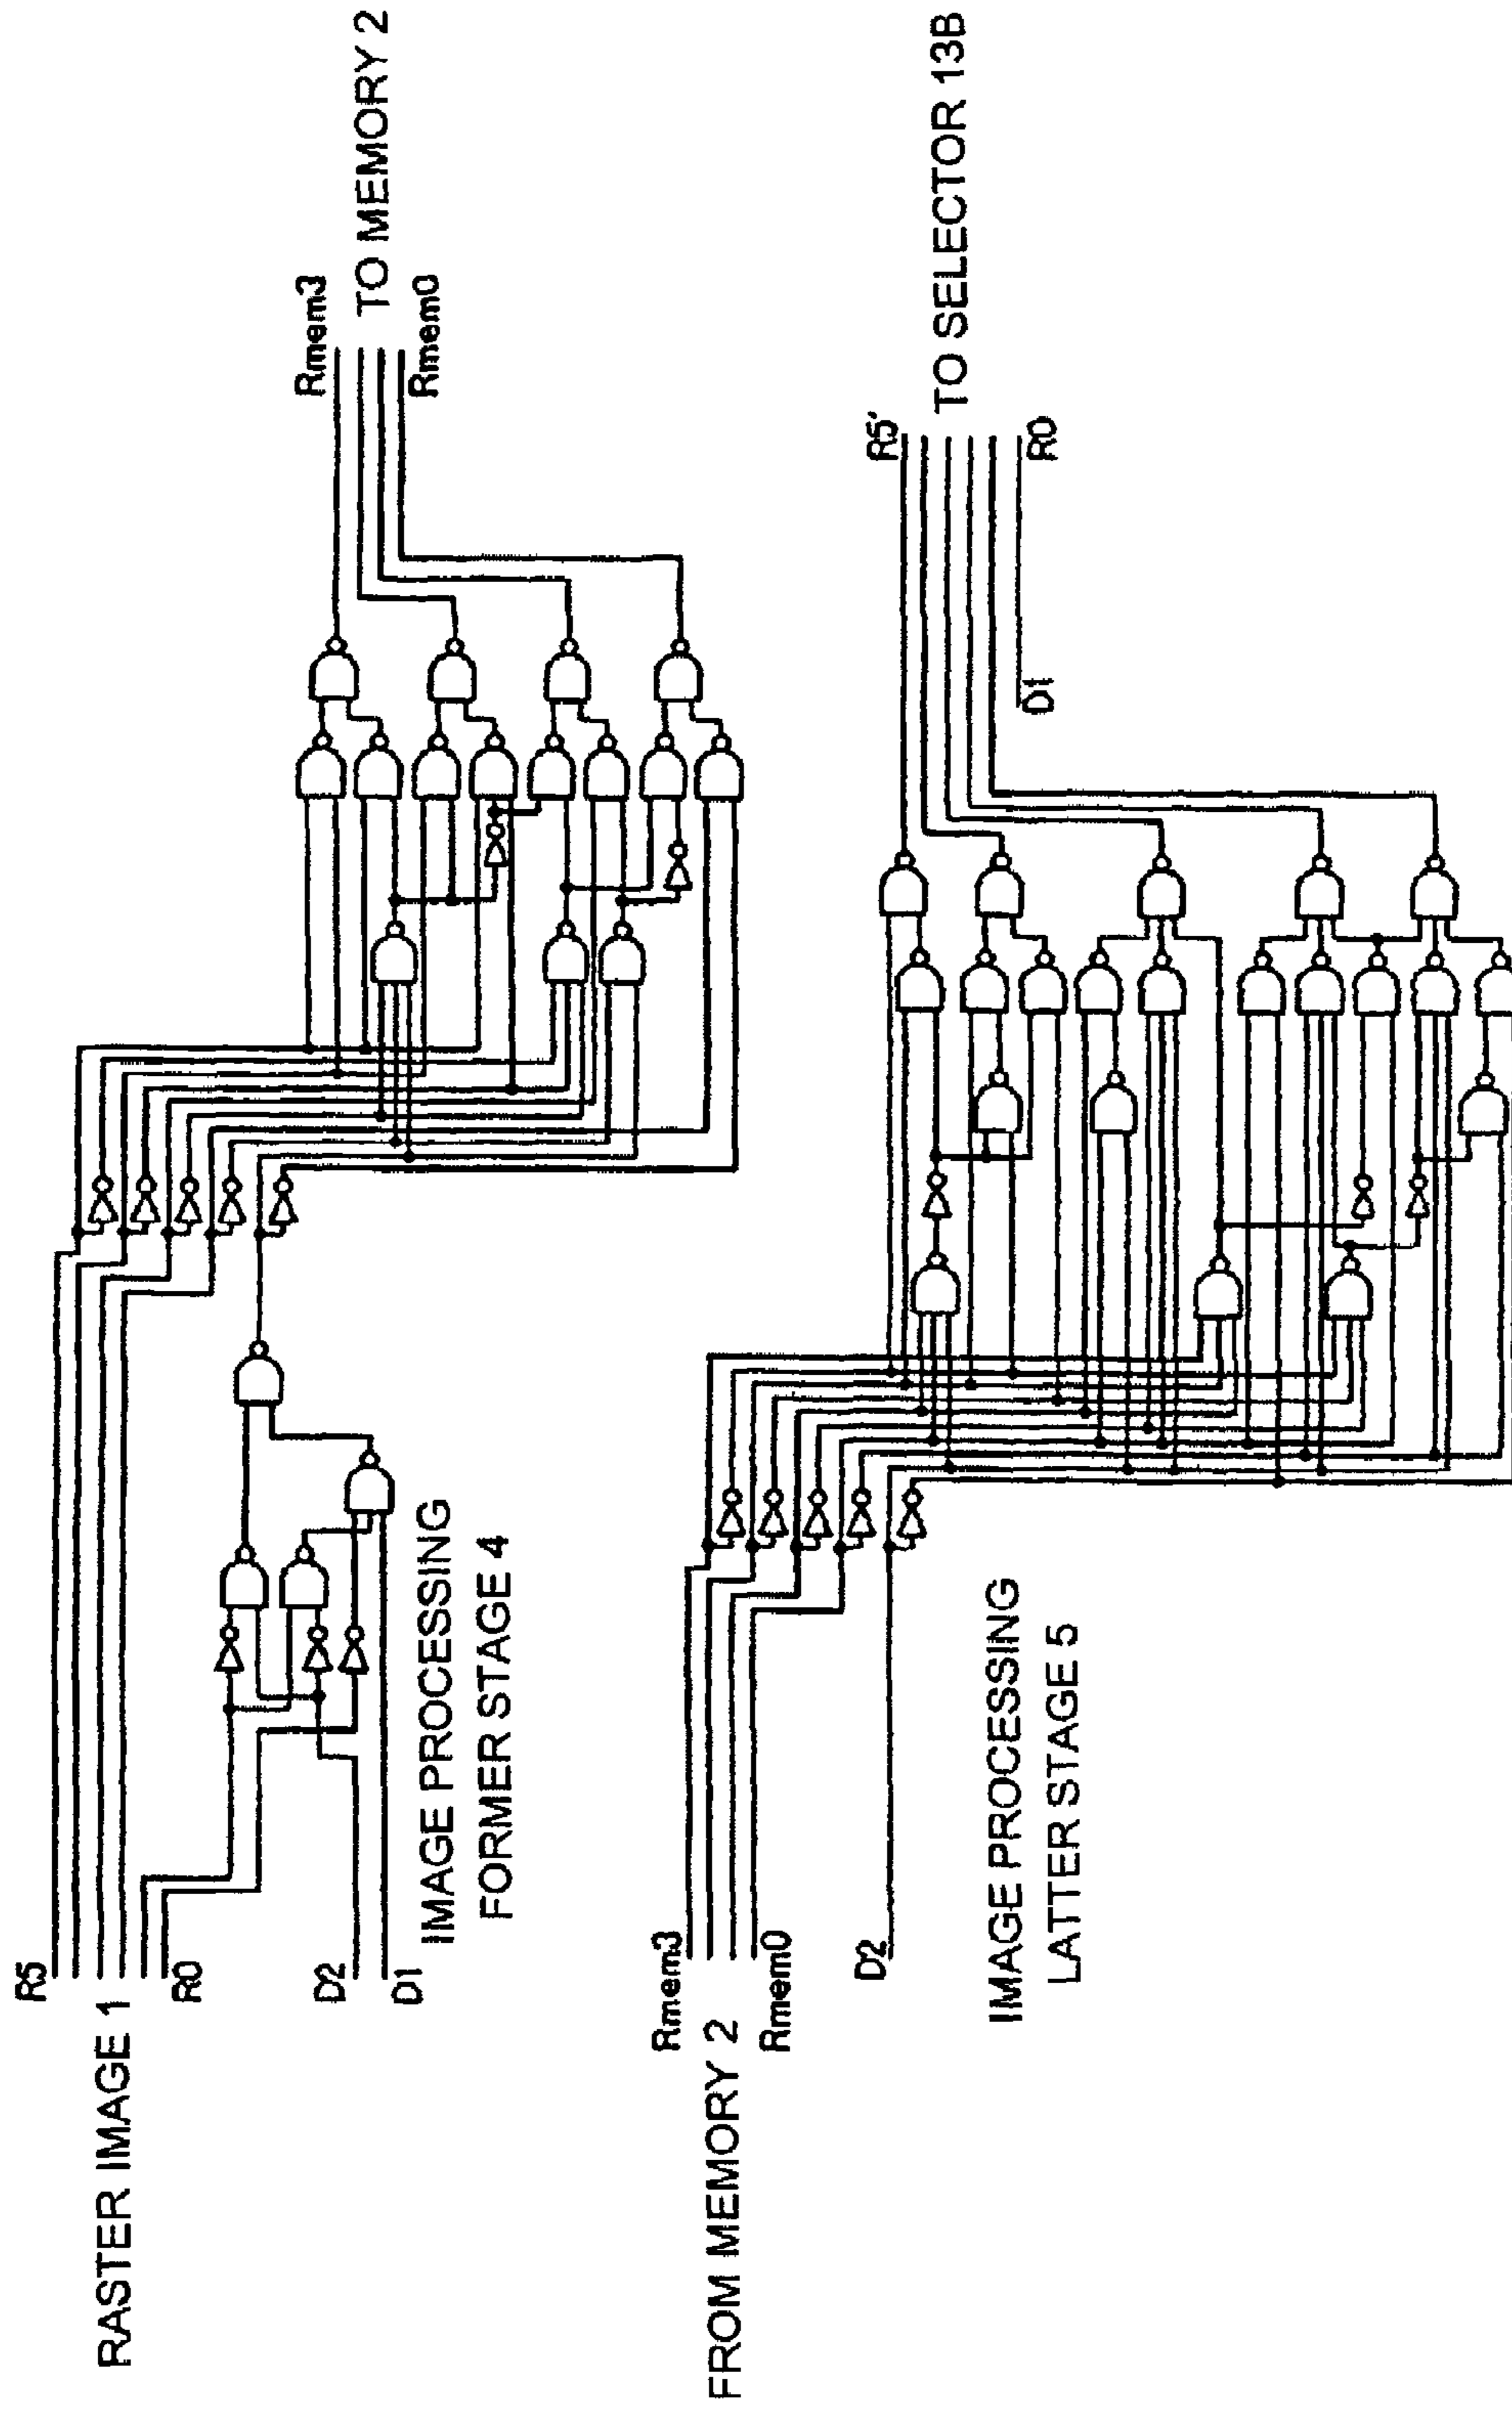 R5
RASTER IMAGE 1
R0
D2
D1
IMAGE PROCESSING
FORMER STAGE 4
Rmem3
TO MEMORY 2
Rmem0
Rmem3
FROM MEMORY 2
Rmem0
D2
IMAGE PROCESSING
LATTER STAGE 5
R5'
TO SELECTOR 13B
R0
D1